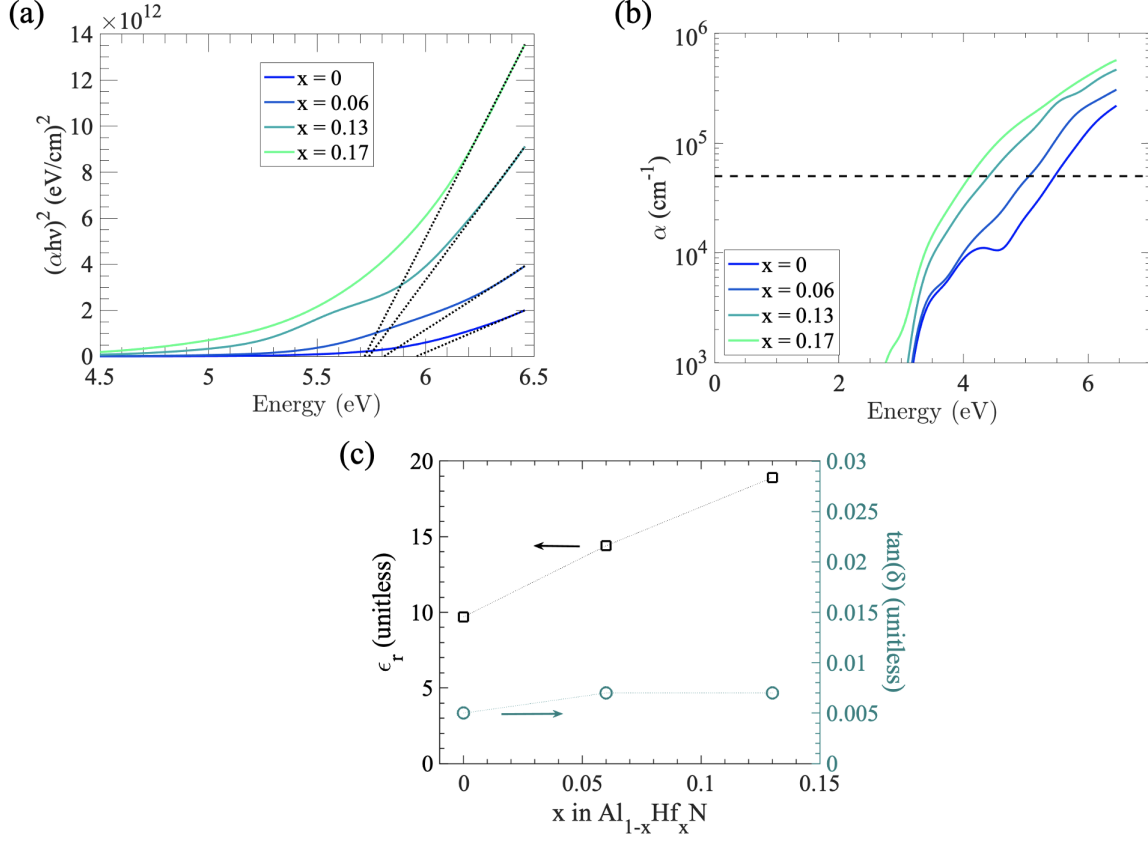 (a)
×10¹²
14
12
10
8
6
4
2
0
(αhν)² (eV/cm)²
x = 0
x = 0.06
x = 0.13
x = 0.17
4.5 5 5.5 6 6.5
Energy (eV)
(b)
10⁶
10⁵
10⁴
10³
α (cm⁻¹)
x = 0
x = 0.06
x = 0.13
x = 0.17
0 2 4 6
Energy (eV)
(c)
20
15
10
5
0
ϵᵣ (unitless)
0.03
0.025
0.02
0.015
0.01
0.005
0
tan(δ) (unitless)
0 0.05 0.1 0.15
x in Al₁₋ₓHfₓN